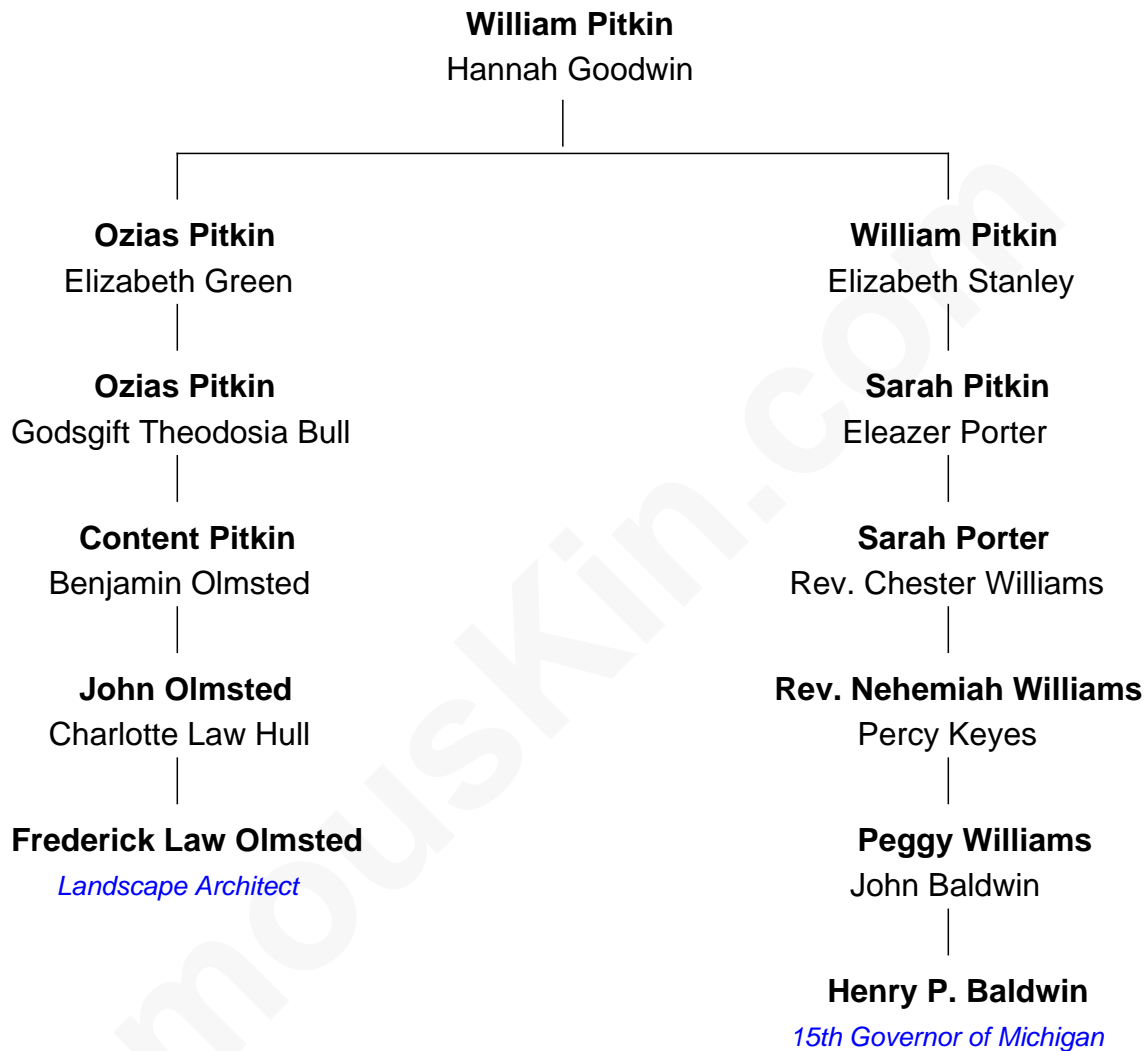 William Pitkin
Hannah Goodwin
Ozias Pitkin
Elizabeth Green
William Pitkin
Elizabeth Stanley
Ozias Pitkin
Godsgift Theodosia Bull
Sarah Pitkin
Eleazer Porter
Content Pitkin
Benjamin Olmsted
Sarah Porter
Rev. Chester Williams
John Olmsted
Charlotte Law Hull
Rev. Nehemiah Williams
Percy Keyes
Frederick Law Olmsted
Landscape Architect
Peggy Williams
John Baldwin
Henry P. Baldwin
15th Governor of Michigan
mousKin.com